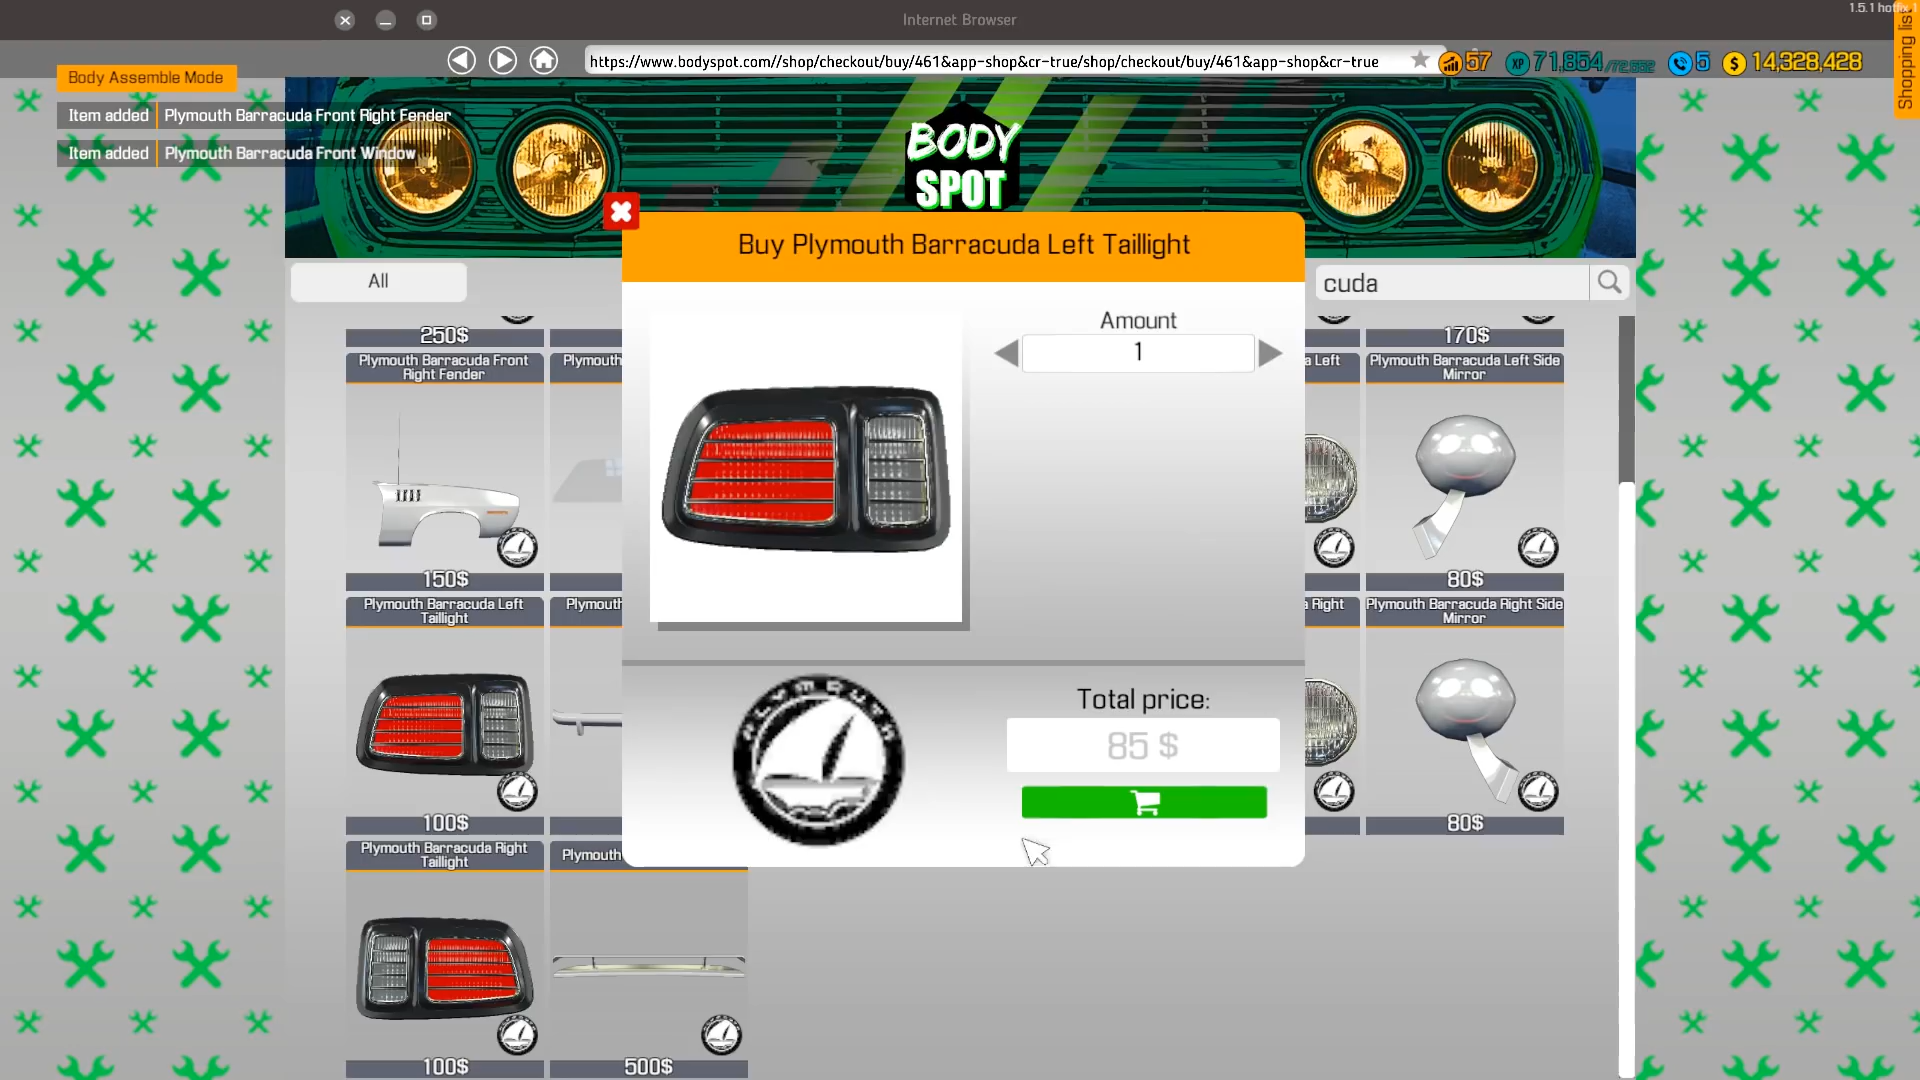 Internet Browser
1.5.1 hotfix 1
https://www.bodyspot.com//shop/checkout/buy/461&app-shop&cr-true/shop/checkout/buy/461&app-shop&cr-true
57
XP 71,854
5
$ 14,328,428
Shopping list
Body Assemble Mode
Item added Plymouth Barracuda Front Right Fender
Item added Plymouth Barracuda Front Window
BODY
SPOT
Buy Plymouth Barracuda Left Taillight
All
cuda
Amount
1
250$
170$
Plymouth Barracuda Front
Right Fender
Plymouth
Left
Plymouth Barracuda Left Side
Mirror
150$
80$
Plymouth Barracuda Left
Taillight
Plymouth
Right
Plymouth Barracuda Right Side
Mirror
Total price:
85 $
100$
80$
Plymouth Barracuda Right
Taillight
Plymouth
100$
500$